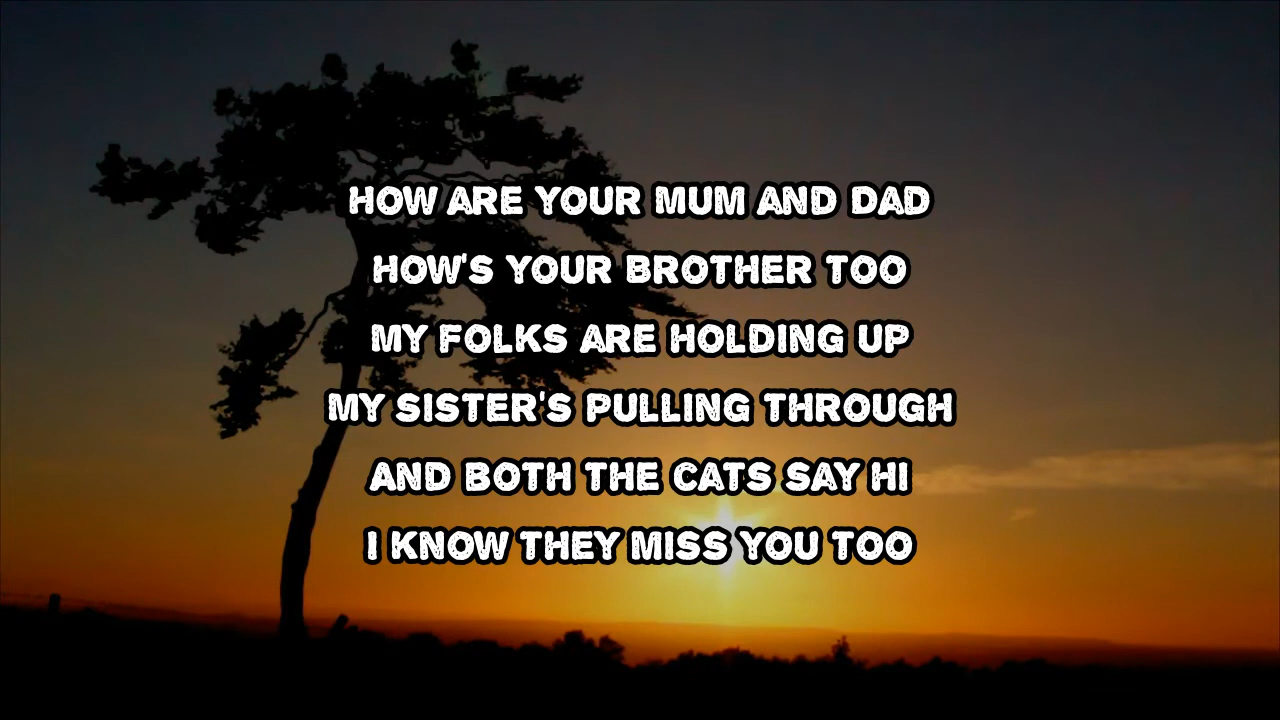 HOW ARE YOUR MUM AND DAD
HOW'S YOUR BROTHER TOO
MY FOLKS ARE HOLDING UP
MY SISTER'S PULLING THROUGH
AND BOTH THE CATS SAY HI
I KNOW THEY MISS YOU TOO